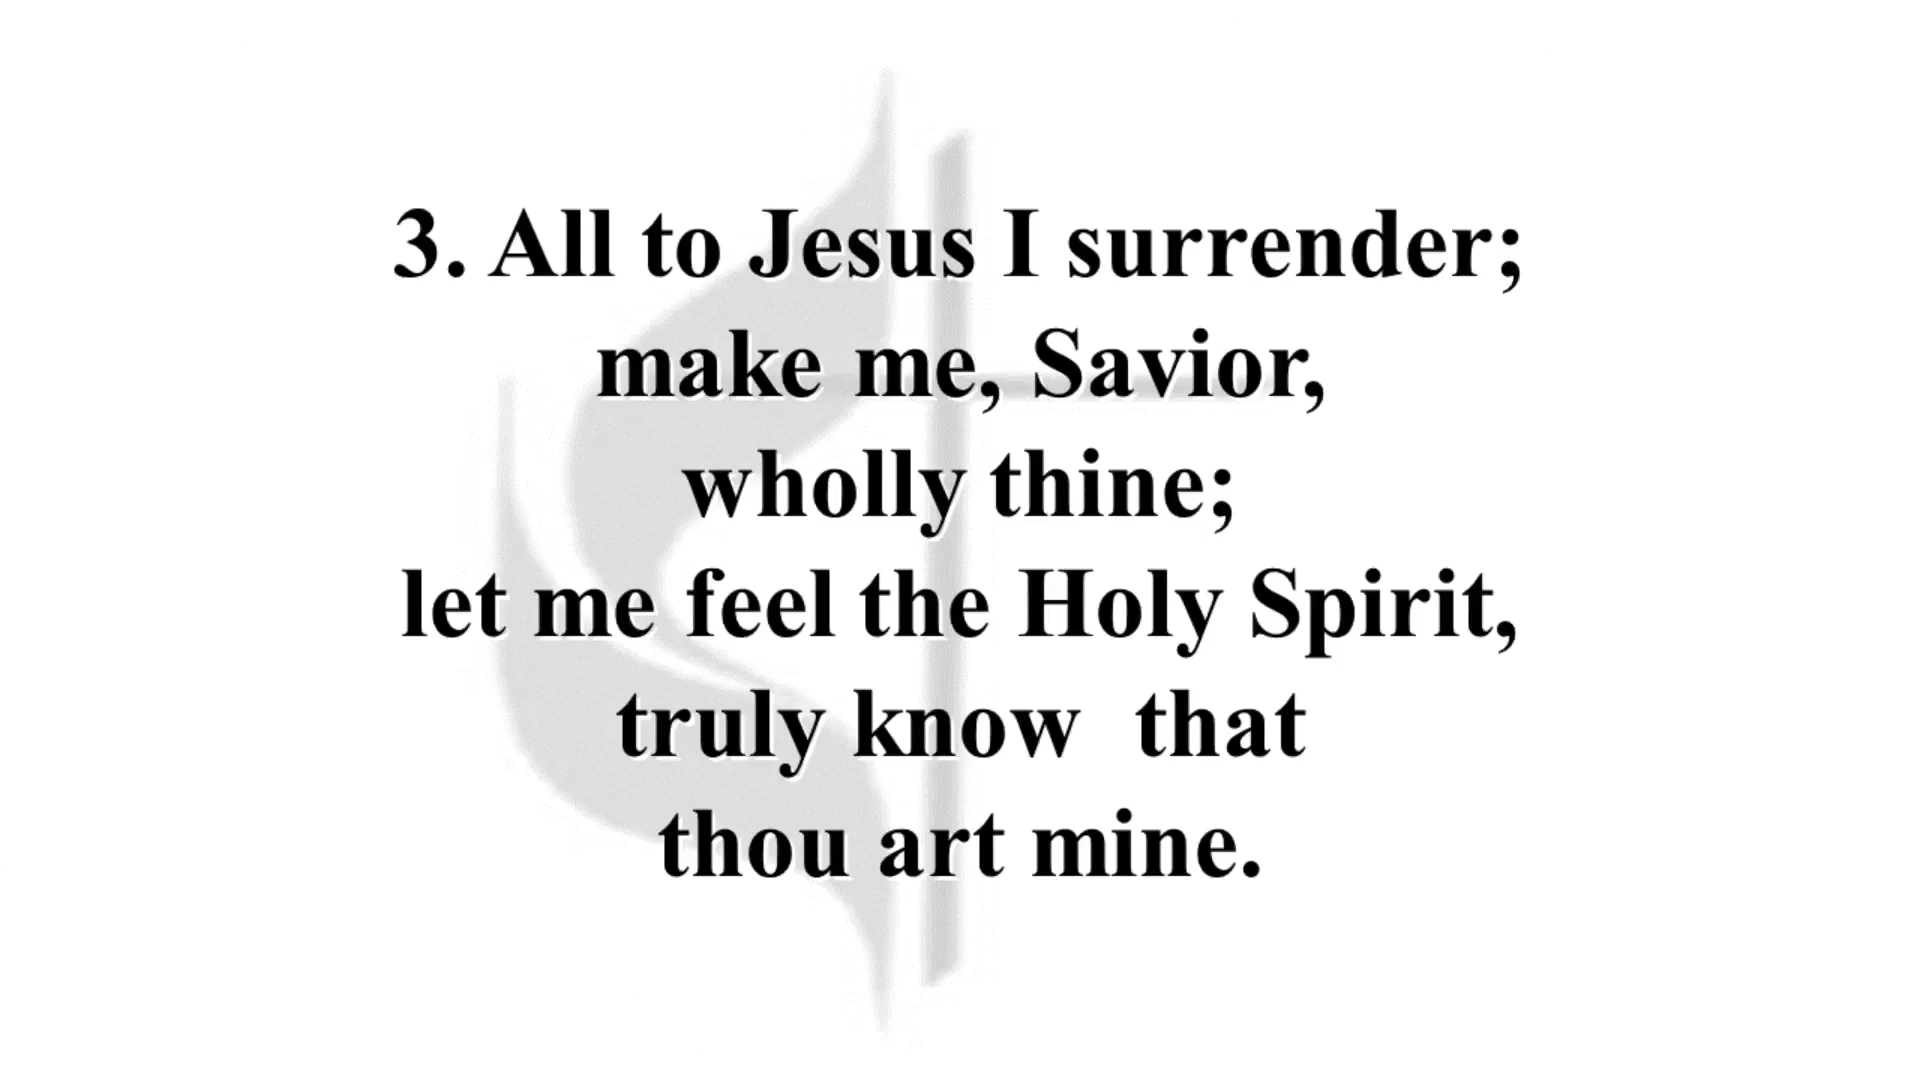 3. All to Jesus I surrender;
make me, Savior,
wholly thine;
let me feel the Holy Spirit,
truly know  that
thou art mine.